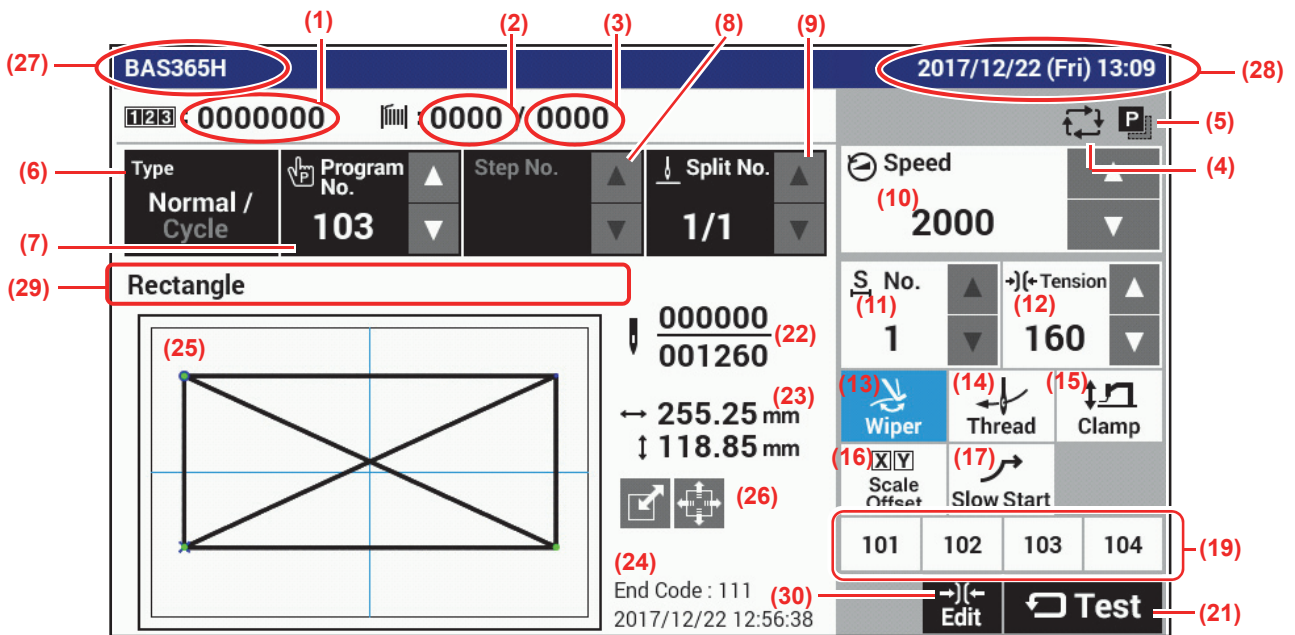 (1) (2) (3) (8) (9)
(27) BAS365H 2017/12/22 (Fri) 13:09 (28)
123 : 0000000 : 0000 / 0000 P (5)
(4)
(6) Type Program No. Step No. Split No. Speed
Normal / Cycle 103 1/1 (10) 2000
(7)
(29) Rectangle S No. Tension
(11) (12)
1 160
(25) 000000 (22)
001260
(13) (14) (15)
Wiper Thread Clamp
(23)
255.25 mm
118.85 mm
(16) XY (17)
Scale Offset Slow Start
(26)
101 102 103 104 (19)
(24)
End Code : 111
2017/12/22 12:56:38
(30) Edit Test (21)